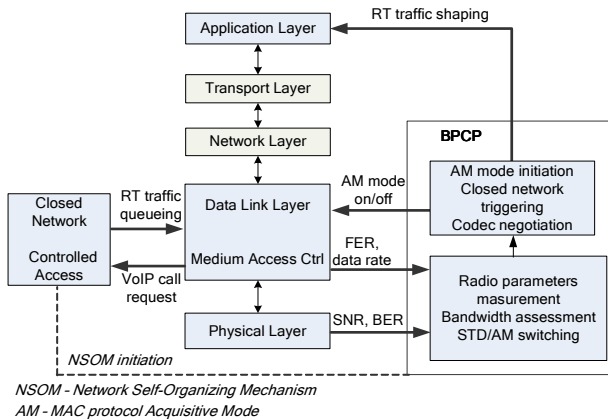 RT traffic shaping
Application Layer
Transport Layer
Network Layer
BPCP
AM mode initiation
Closed network
triggering
Codec negotiation
AM mode
on/off
Closed
Network
Controlled
Access
RT traffic
queueing
VoIP call
request
Data Link Layer
Medium Access Ctrl
FER,
data rate
Radio parameters
masurement
Bandwidth assessment
STD/AM switching
Physical Layer
SNR, BER
NSOM initiation
NSOM - Network Self-Organizing Mechanism
AM - MAC protocol Acquisitive Mode